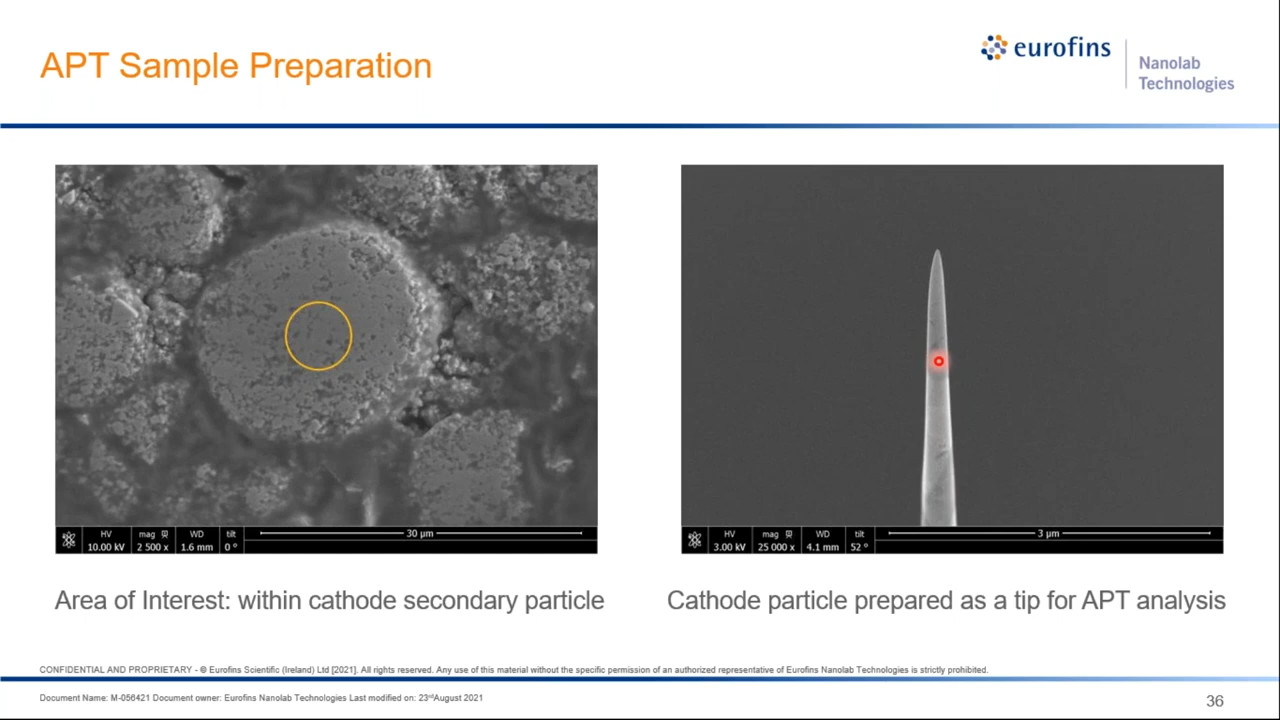 APT Sample Preparation
eurofins
Nanolab
Technologies
HV mag WD tilt 30 µm
10.00 kV 2 500 x 1.6 mm 0 °
HV mag WD tilt 3 µm
3.00 kV 25 000 x 4.1 mm 52 °
Area of Interest: within cathode secondary particle
Cathode particle prepared as a tip for APT analysis
CONFIDENTIAL AND PROPRIETARY - © Eurofins Scientific (Ireland) Ltd [2021]. All rights reserved. Any use of this material without the specific permission of an authorized representative of Eurofins Nanolab Technologies is strictly prohibited.
Document Name: M-056421 Document owner: Eurofins Nanolab Technologies Last modified on: 23rdAugust 2021
36